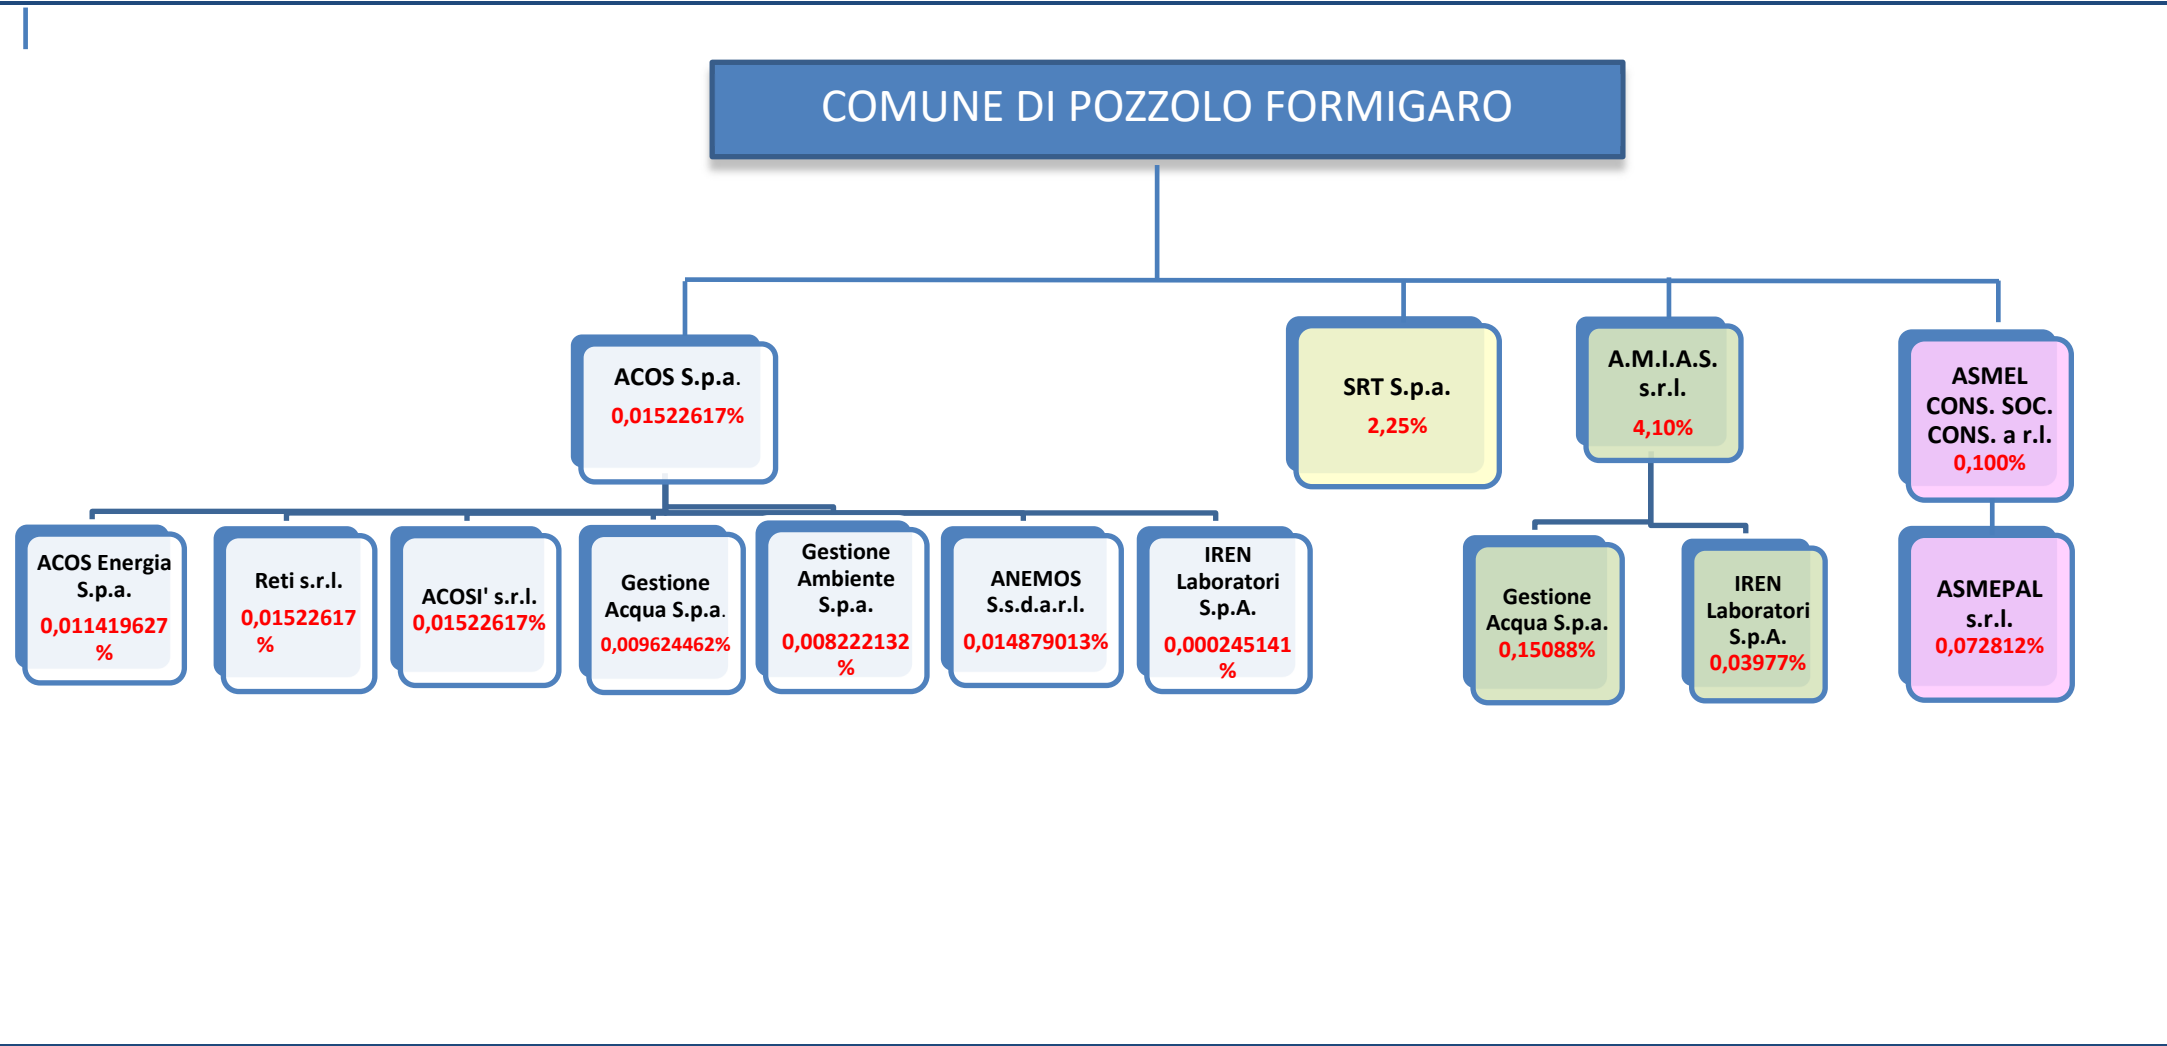 COMUNE DI POZZOLO FORMIGARO
ACOS S.p.a.
0,01522617%
SRT S.p.a.
2,25%
A.M.I.A.S.
s.r.l.
4,10%
ASMEL
CONS. SOC.
CONS. a r.l.
0,100%
ACOS Energia
S.p.a.
0,011419627
%
Reti s.r.l.
0,01522617
%
ACOSI' s.r.l.
0,01522617%
Gestione
Acqua S.p.a.
0,009624462%
Gestione
Ambiente
S.p.a.
0,008222132
%
ANEMOS
S.s.d.a.r.l.
0,014879013%
IREN
Laboratori
S.p.A.
0,000245141
%
Gestione
Acqua S.p.a.
0,15088%
IREN
Laboratori
S.p.A.
0,03977%
ASMEPAL
s.r.l.
0,072812%